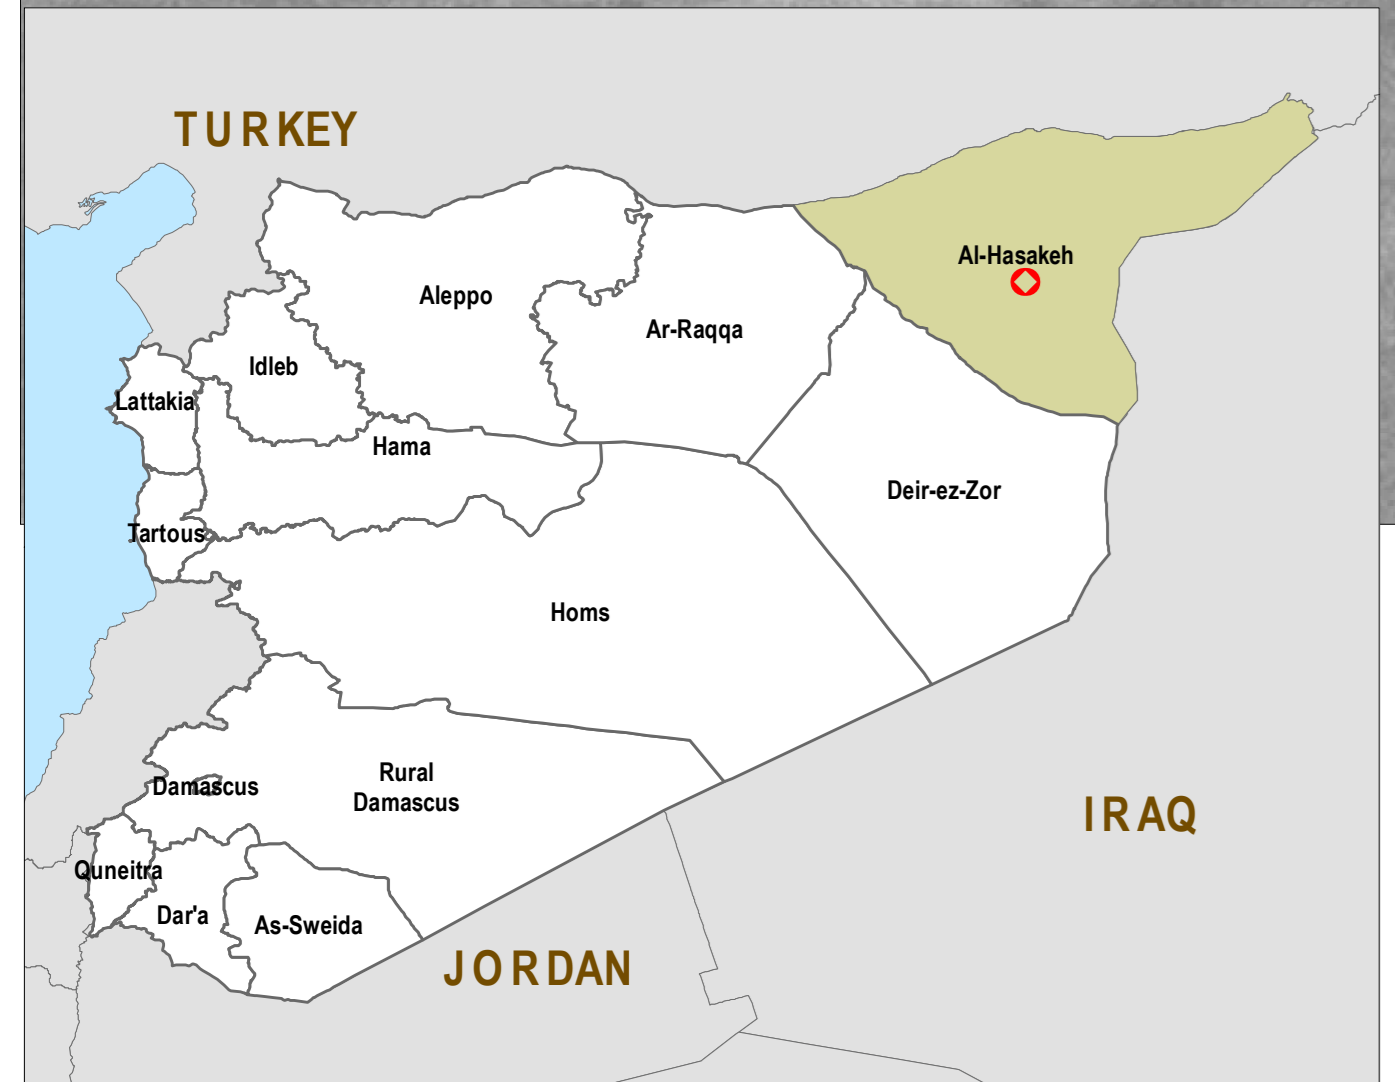 TURKEY
Al-Hasakeh
Aleppo
Ar-Raqqa
Idleb
Lattakia
Hama
Deir-ez-Zor
Tartous
Homs
Rural
Damascus
Damascus
IRAQ
Quneitra
Dar'a
As-Sweida
JORDAN